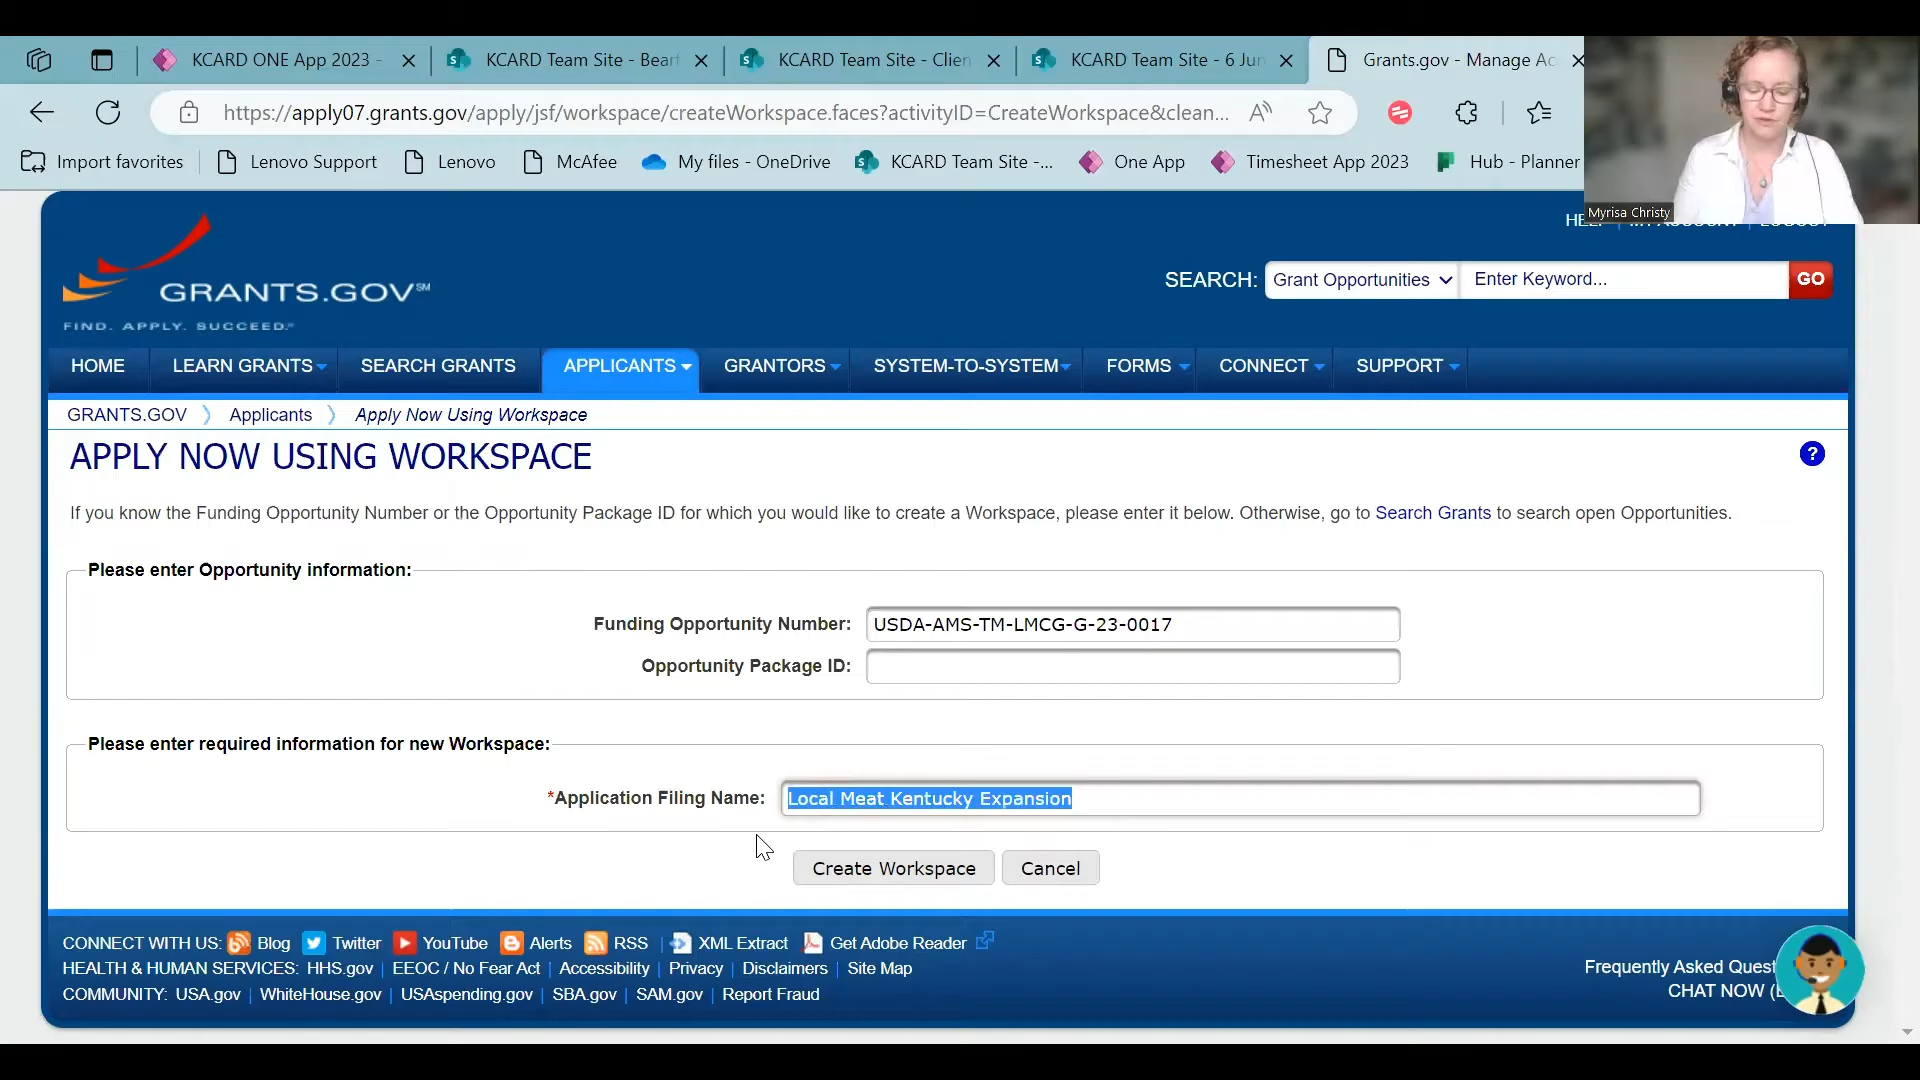 KCARD ONE App 2023 -
KCARD Team Site - Bear
KCARD Team Site - Clien
KCARD Team Site - 6 Jun
Grants.gov - Manage Ac
https://apply07.grants.gov/apply/jsf/workspace/createWorkspace.faces?activityID=CreateWorkspace&clean...
Import favorites
Lenovo Support
Lenovo
McAfee
My files - OneDrive
KCARD Team Site -...
One App
Timesheet App 2023
Hub - Planner
Myrisa Christy
GRANTS.GOV℠
FIND. APPLY. SUCCEED.™
SEARCH: Grant Opportunities Enter Keyword... GO
HOME LEARN GRANTS SEARCH GRANTS APPLICANTS GRANTORS SYSTEM-TO-SYSTEM FORMS CONNECT SUPPORT
GRANTS.GOV 〉 Applicants 〉 Apply Now Using Workspace
APPLY NOW USING WORKSPACE
?
If you know the Funding Opportunity Number or the Opportunity Package ID for which you would like to create a Workspace, please enter it below. Otherwise, go to Search Grants to search open Opportunities.
Please enter Opportunity information:
Funding Opportunity Number: USDA-AMS-TM-LMCG-G-23-0017
Opportunity Package ID:
Please enter required information for new Workspace:
*Application Filing Name: Local Meat Kentucky Expansion
Create Workspace Cancel
CONNECT WITH US: Blog Twitter YouTube Alerts RSS | XML Extract Get Adobe Reader
HEALTH & HUMAN SERVICES: HHS.gov | EEOC / No Fear Act | Accessibility | Privacy | Disclaimers | Site Map
COMMUNITY: USA.gov | WhiteHouse.gov | USAspending.gov | SBA.gov | SAM.gov | Report Fraud
Frequently Asked Quest
CHAT NOW (